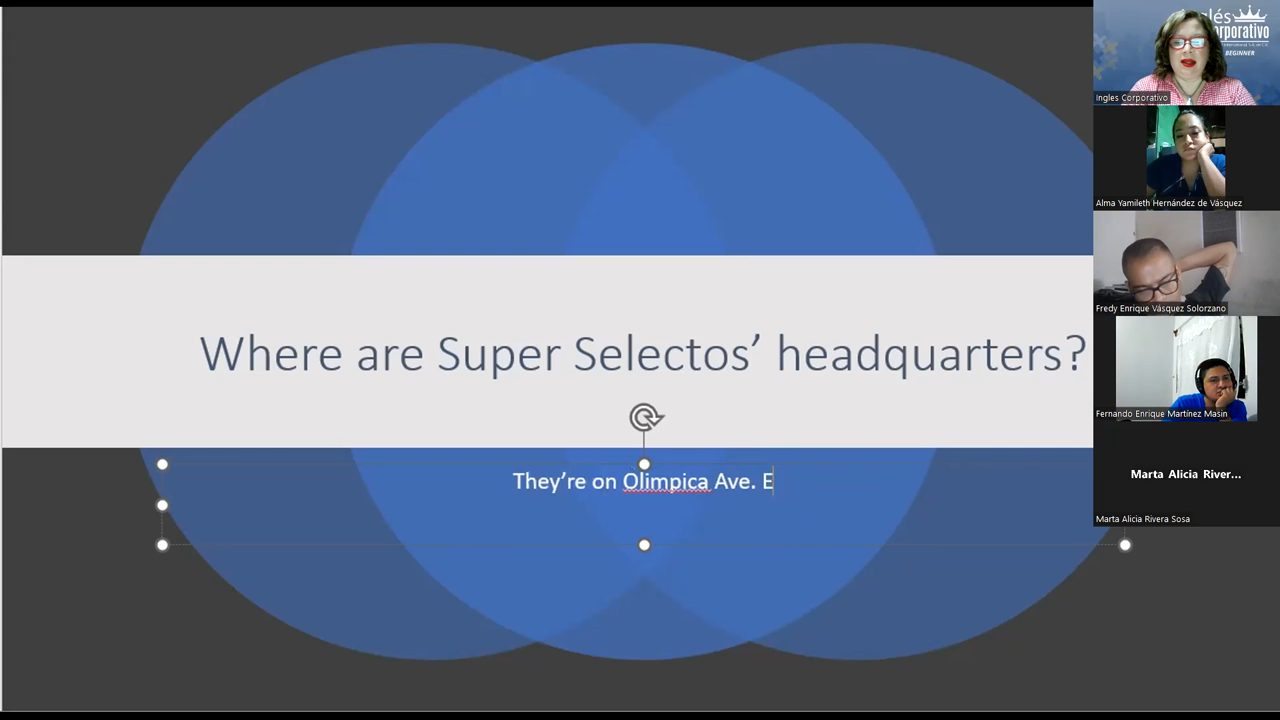 Where are Super Selectos’ headquarters?
They’re on Olimpica Ave. E
BEGINNER
Ingles Corporativo
Alma Yamileth Hernández de Vásquez
Fredy Enrique Vásquez Solorzano
Fernando Enrique Martínez Masin
Marta Alicia River...
Marta Alicia Rivera Sosa